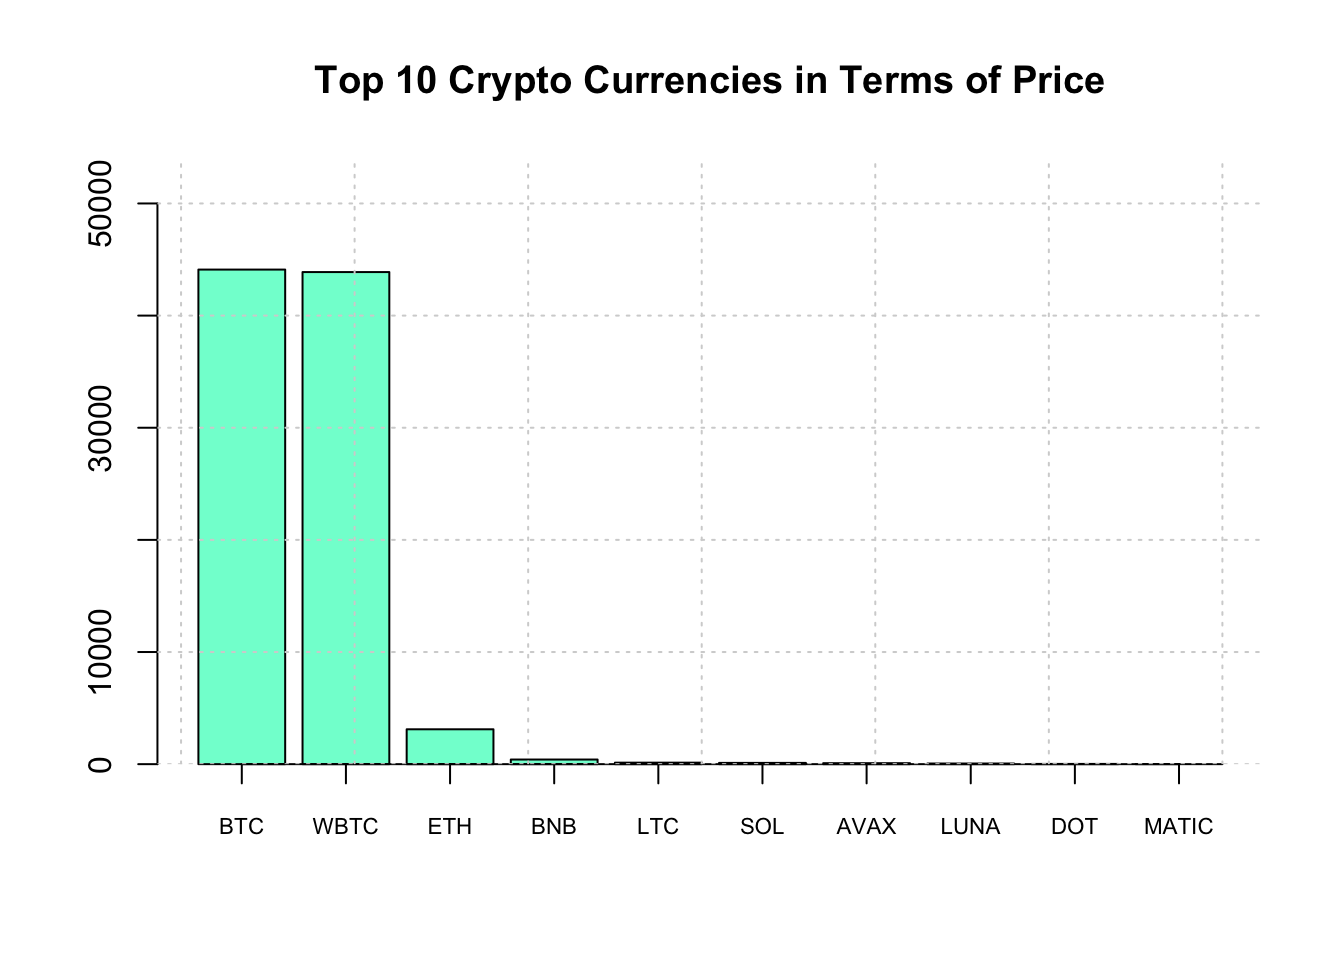 Top 10 Crypto Currencies in Terms of Price
50000
30000
10000
0
BTC WBTC ETH BNB LTC SOL AVAX LUNA DOT MATIC